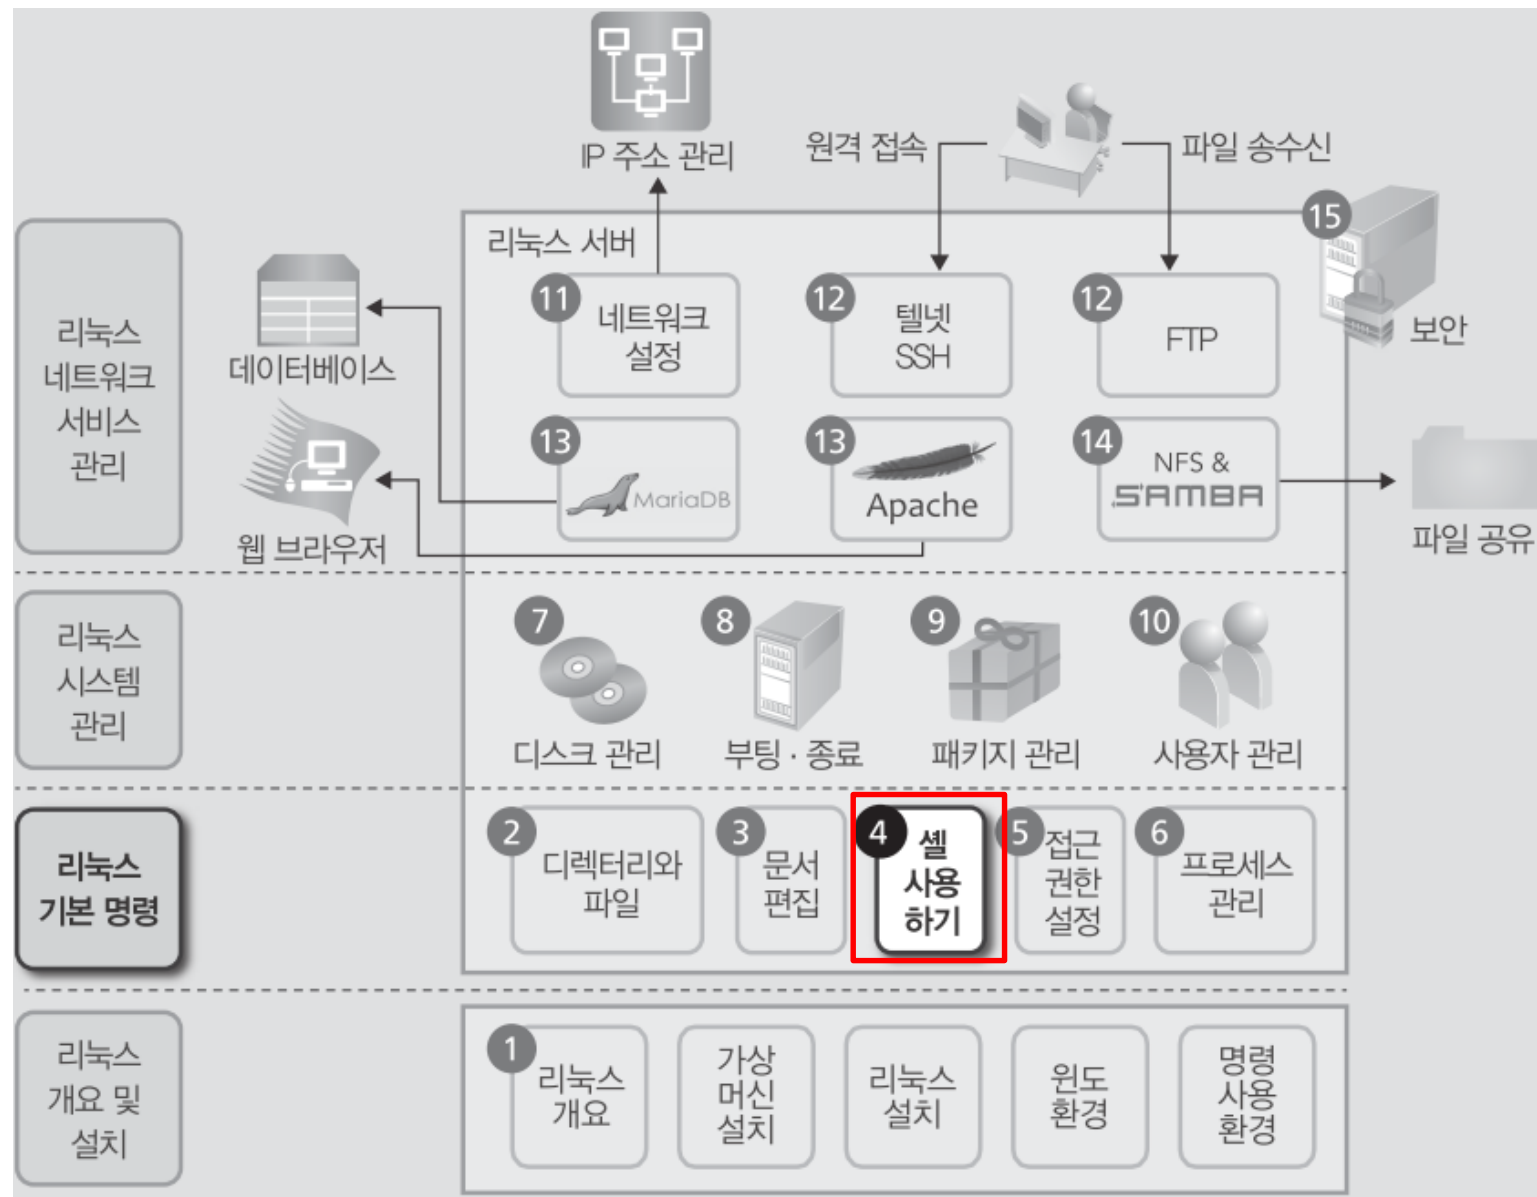 IP 주소 관리
원격 접속
파일 송수신
15
보안
리눅스
네트워크
서비스
관리
리눅스 서버
데이터베이스
웹 브라우저
11
네트워크
설정
12
텔넷
SSH
12
FTP
13
MariaDB
13
Apache
14
NFS &
SAMBA
파일 공유
리눅스
시스템
관리
7
디스크 관리
8
부팅 · 종료
9
패키지 관리
10
사용자 관리
리눅스
기본 명령
2
디렉터리와
파일
3
문서
편집
4
셸
사용
하기
5
접근
권한
설정
6
프로세스
관리
리눅스
개요 및
설치
1
리눅스
개요
가상
머신
설치
리눅스
설치
윈도
환경
명령
사용
환경